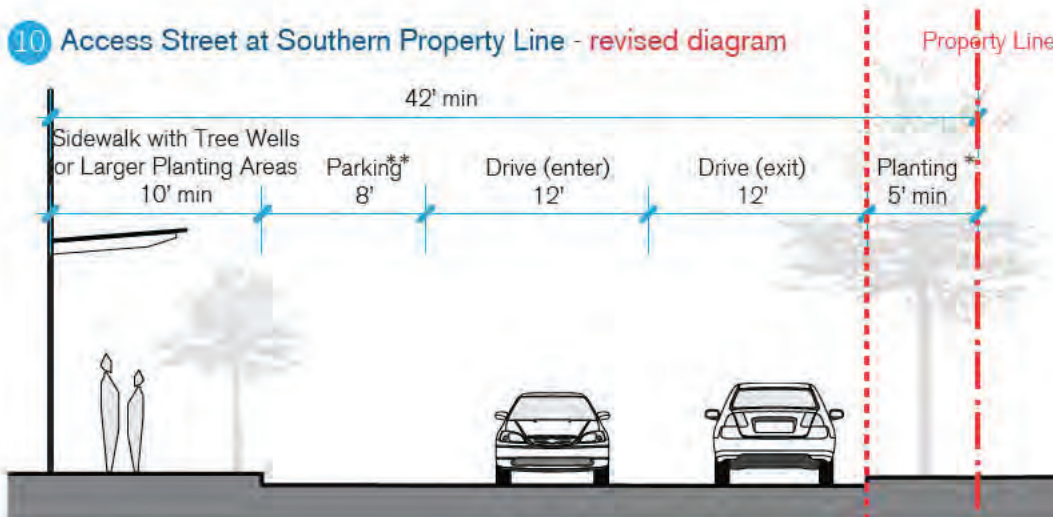 10 Access Street at Southern Property Line - revised diagram
Property Line
42' min
Sidewalk with Tree Wells
or Larger Planting Areas
10' min
Parking**
8'
Drive (enter)
12'
Drive (exit)
12'
Planting *
5' min